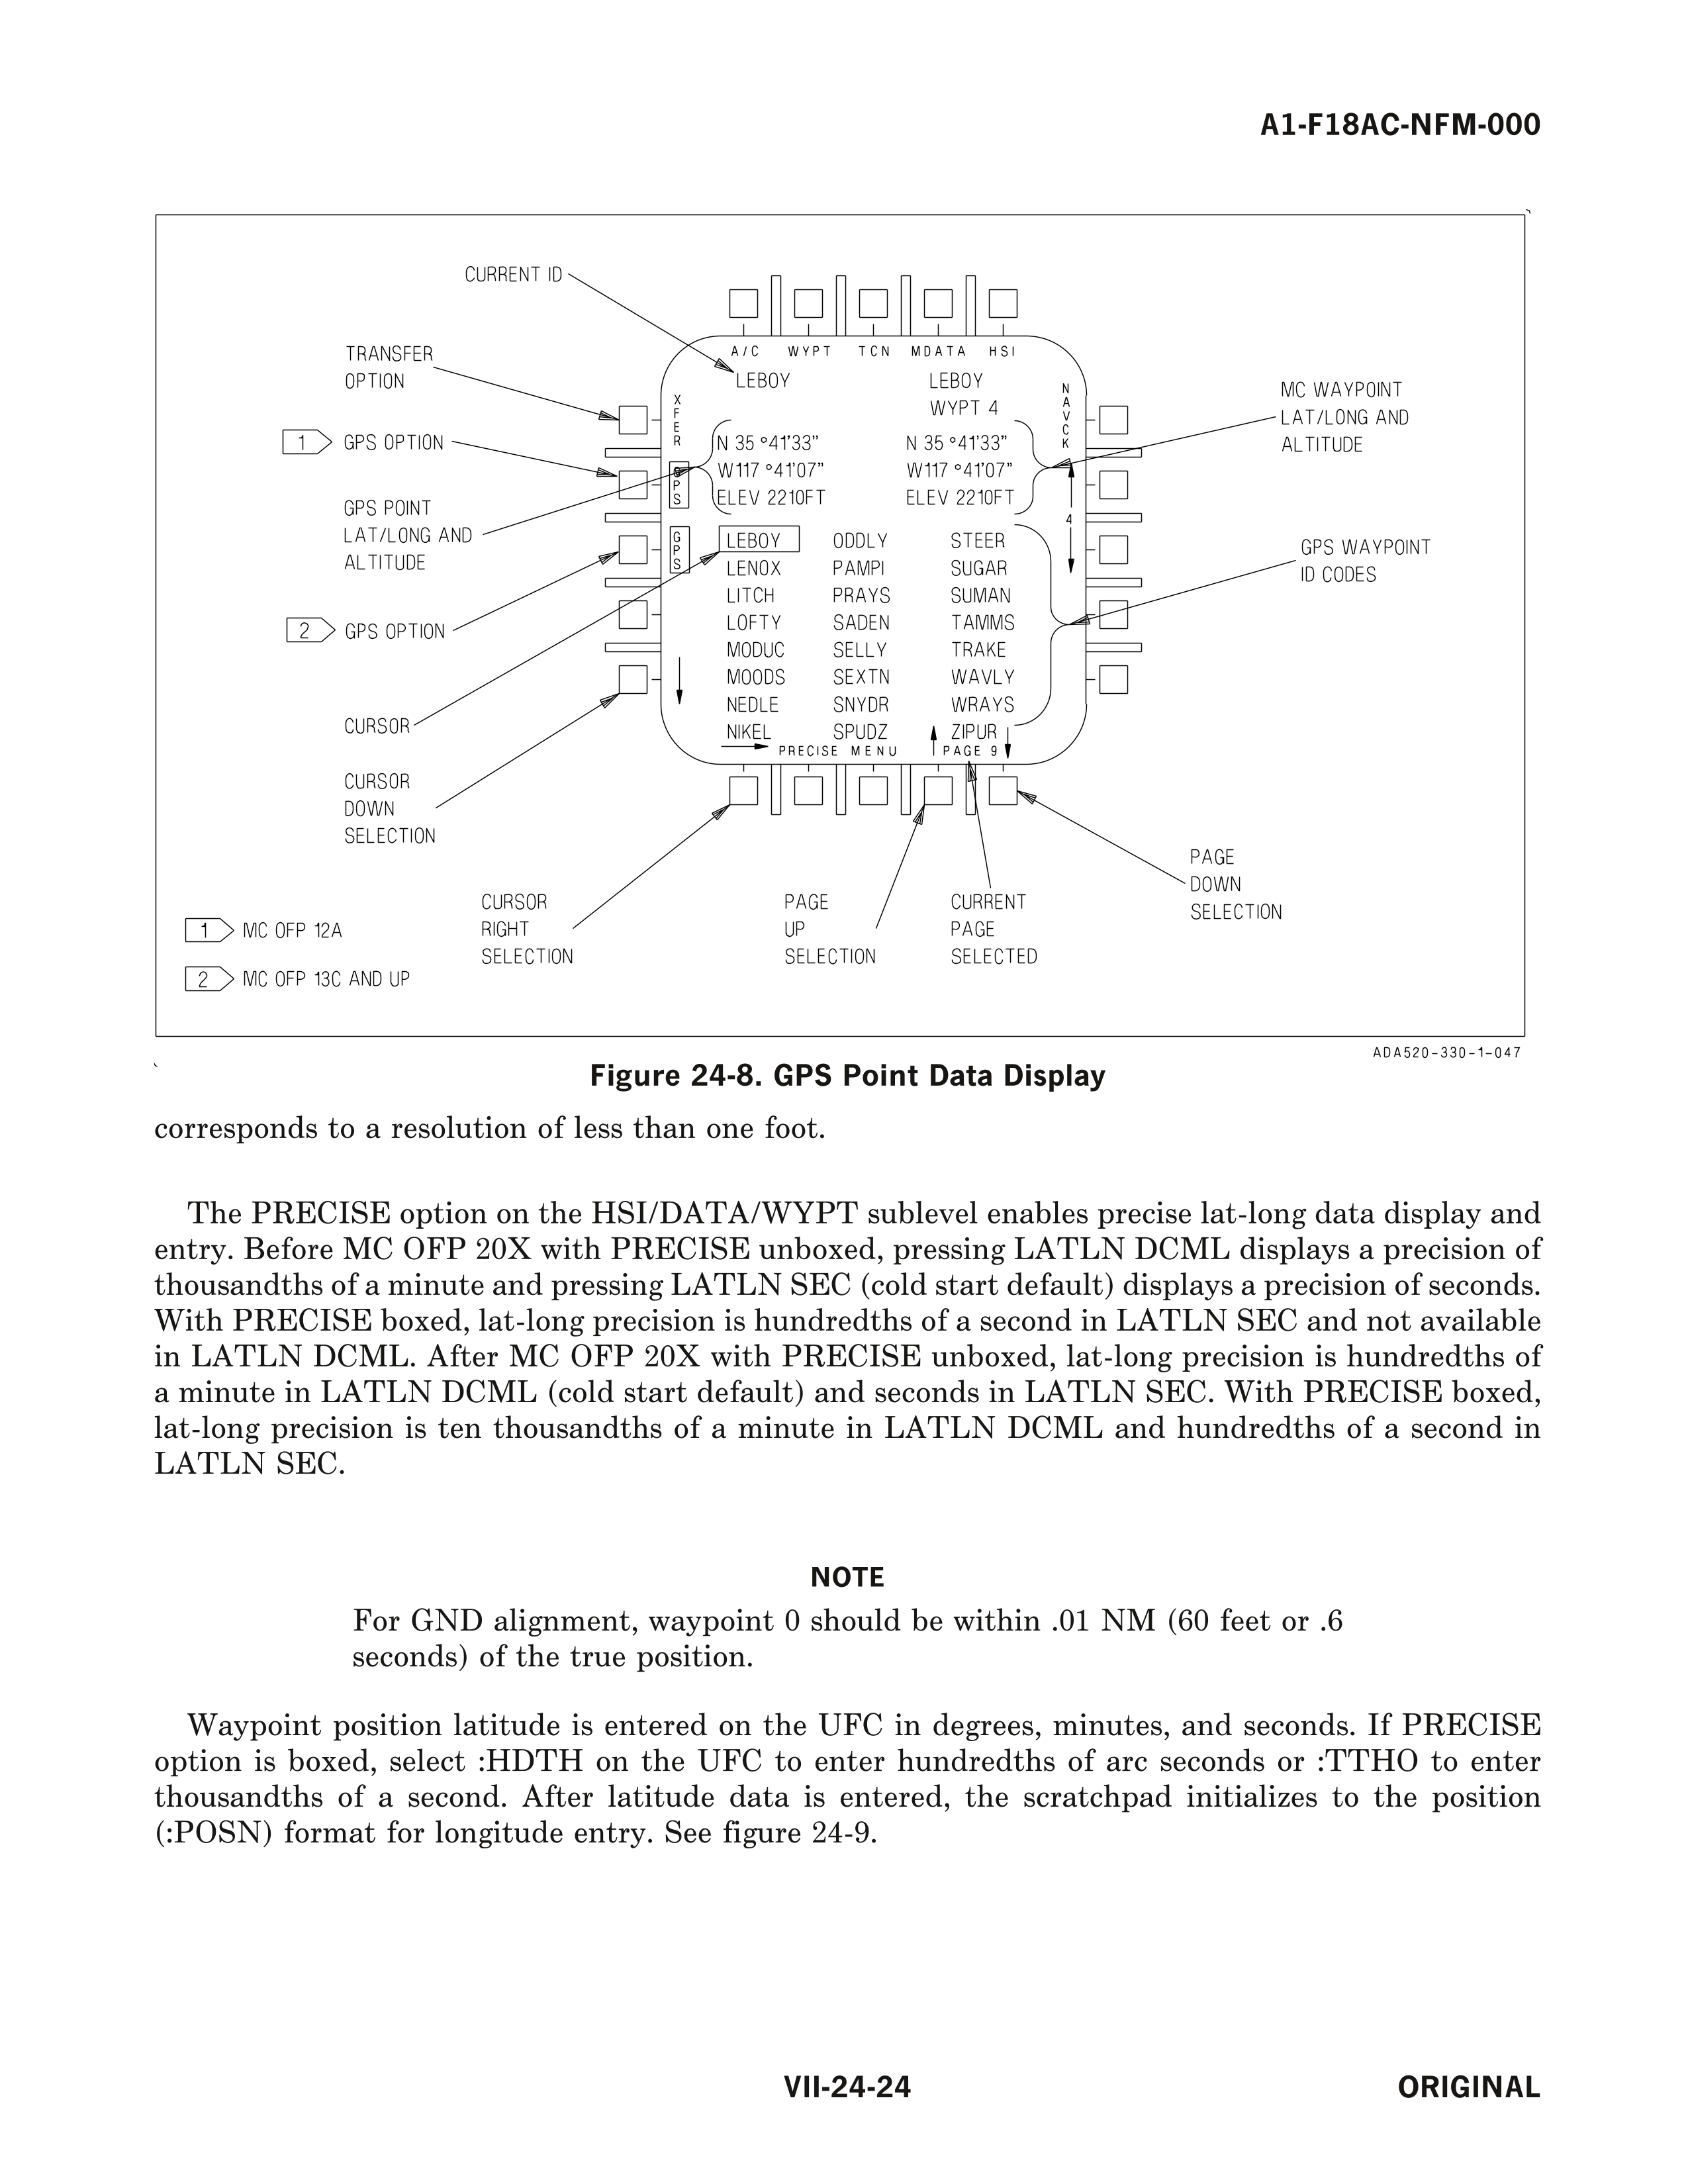 A1-F18AC-NFM-000
CURRENT ID
TRANSFER
OPTION
1 GPS OPTION
GPS POINT
LAT/LONG AND
ALTITUDE
2 GPS OPTION
CURSOR
CURSOR
DOWN
SELECTION
A/C WYPT TCN MDATA HSI
LEBOY LEBOY
WYPT 4
XFER
NAVCK
N 35 °41'33" N 35 °41'33"
W117 °41'07" W117 °41'07"
ELEV 2210FT ELEV 2210FT
GPS
GPS
4
LEBOY ODDLY STEER
LENOX PAMPI SUGAR
LITCH PRAYS SUMAN
LOFTY SADEN TAMMS
MODUC SELLY TRAKE
MOODS SEXTN WAVLY
NEDLE SNYDR WRAYS
NIKEL SPUDZ ZIPUR
PRECISE MENU PAGE 9
MC WAYPOINT
LAT/LONG AND
ALTITUDE
GPS WAYPOINT
ID CODES
PAGE
DOWN
SELECTION
CURSOR
RIGHT
SELECTION
PAGE
UP
SELECTION
CURRENT
PAGE
SELECTED
1 MC OFP 12A
2 MC OFP 13C AND UP
ADA520-330-1-047
Figure 24-8. GPS Point Data Display
corresponds to a resolution of less than one foot.
The PRECISE option on the HSI/DATA/WYPT sublevel enables precise lat-long data display and
entry. Before MC OFP 20X with PRECISE unboxed, pressing LATLN DCML displays a precision of
thousandths of a minute and pressing LATLN SEC (cold start default) displays a precision of seconds.
With PRECISE boxed, lat-long precision is hundredths of a second in LATLN SEC and not available
in LATLN DCML. After MC OFP 20X with PRECISE unboxed, lat-long precision is hundredths of
a minute in LATLN DCML (cold start default) and seconds in LATLN SEC. With PRECISE boxed,
lat-long precision is ten thousandths of a minute in LATLN DCML and hundredths of a second in
LATLN SEC.
NOTE
For GND alignment, waypoint 0 should be within .01 NM (60 feet or .6
seconds) of the true position.
Waypoint position latitude is entered on the UFC in degrees, minutes, and seconds. If PRECISE
option is boxed, select :HDTH on the UFC to enter hundredths of arc seconds or :TTHO to enter
thousandths of a second. After latitude data is entered, the scratchpad initializes to the position
(:POSN) format for longitude entry. See figure 24-9.
VII-24-24
ORIGINAL